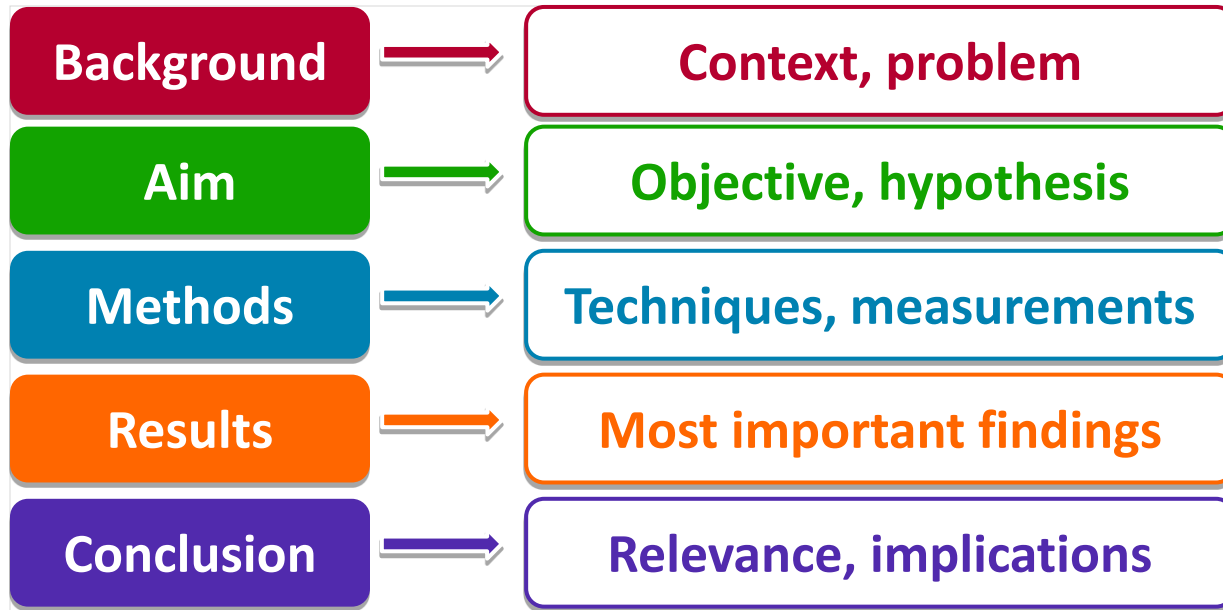 Background
Context, problem
Aim
Objective, hypothesis
Methods
Techniques, measurements
Results
Most important findings
Conclusion
Relevance, implications